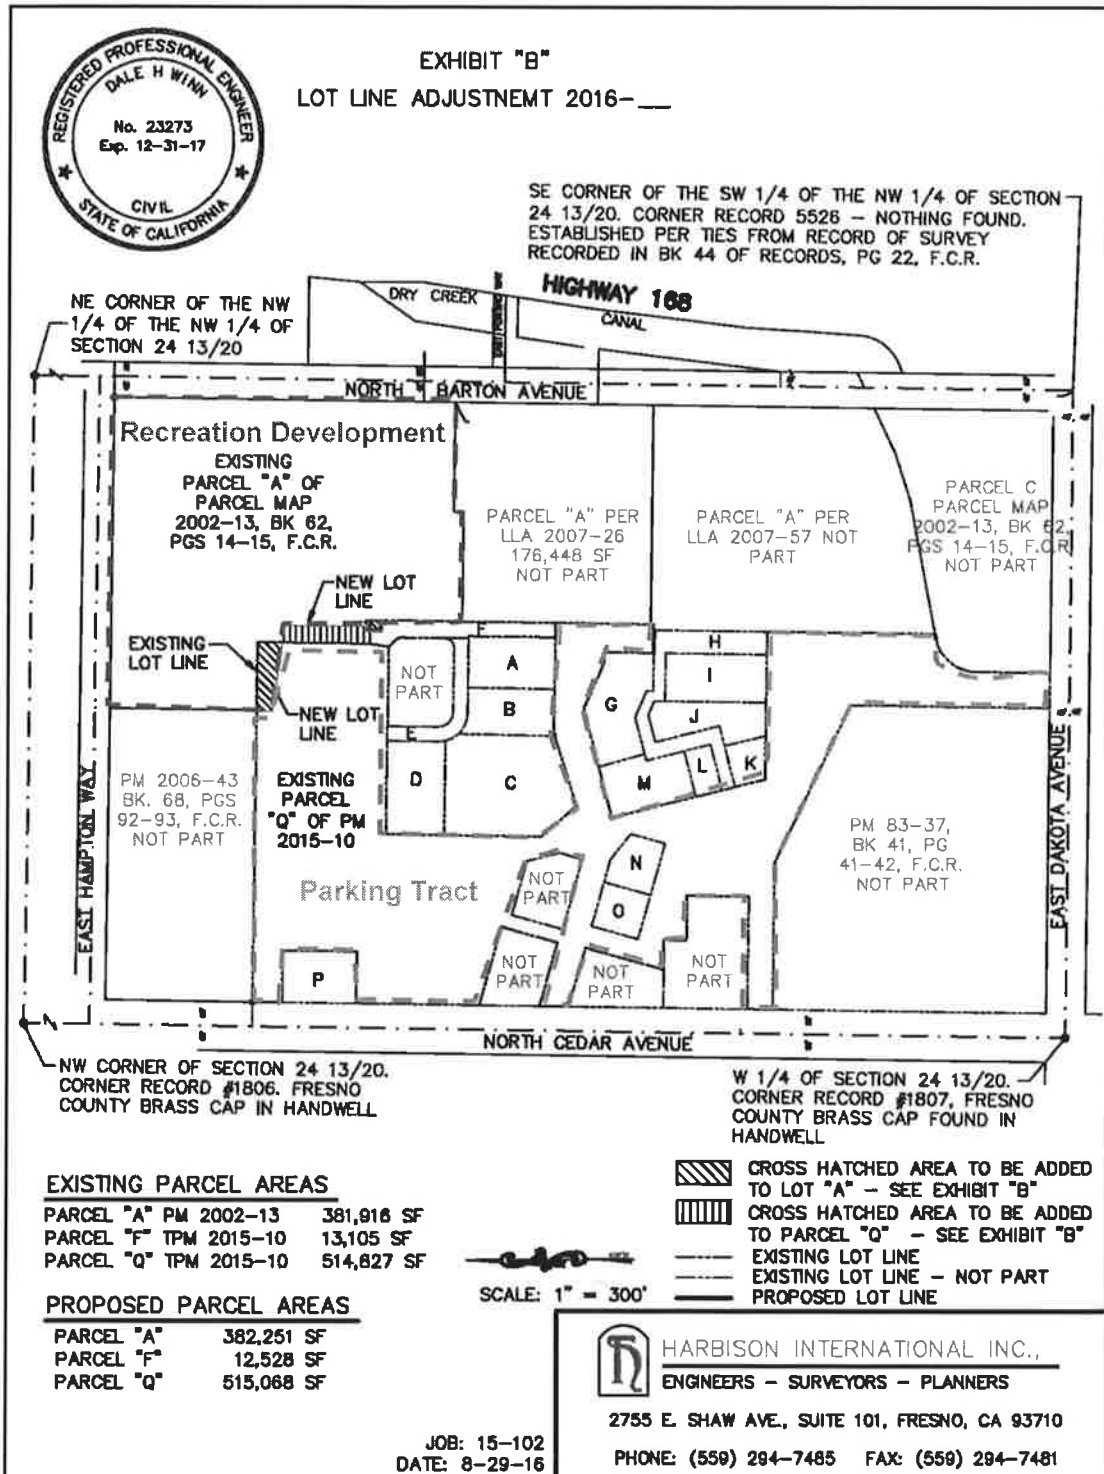 EXHIBIT "B"
LOT LINE ADJUSTNEMT 2016-__
REGISTERED PROFESSIONAL ENGINEER
DALE H WINN
No. 23273
Exp. 12-31-17
CIVIL
STATE OF CALIFORNIA
SE CORNER OF THE SW 1/4 OF THE NW 1/4 OF SECTION
24 13/20. CORNER RECORD 5526 - NOTHING FOUND.
ESTABLISHED PER TIES FROM RECORD OF SURVEY
RECORDED IN BK 44 OF RECORDS, PG 22, F.C.R.
NE CORNER OF THE NW
1/4 OF THE NW 1/4 OF
SECTION 24 13/20
DRY CREEK
HIGHWAY 168
CANAL
NORTH BARTON AVENUE
Recreation Development
EXISTING
PARCEL "A" OF
PARCEL MAP
2002-13, BK 62,
PGS 14-15, F.C.R.
PARCEL "A" PER
LLA 2007-26
176,448 SF
NOT PART
PARCEL "A" PER
LLA 2007-57 NOT
PART
PARCEL C
PARCEL MAP
2002-13, BK 62,
PGS 14-15, F.C.R
NOT PART
NEW LOT
LINE
EXISTING
LOT LINE
NEW LOT
LINE
F
NOT
PART
A
B
E
D
C
G
H
I
J
K
L
M
N
O
P
PM 2006-43
BK. 68, PGS
92-93, F.C.R.
NOT PART
EXISTING
PARCEL
"Q" OF PM
2015-10
Parking Tract
NOT
PART
NOT
PART
NOT
PART
NOT
PART
PM 83-37,
BK 41, PG
41-42, F.C.R.
NOT PART
EAST HAMPTON WAY
EAST DAKOTA AVENUE
NORTH CEDAR AVENUE
NW CORNER OF SECTION 24 13/20.
CORNER RECORD #1806. FRESNO
COUNTY BRASS CAP IN HANDWELL
W 1/4 OF SECTION 24 13/20.
CORNER RECORD #1807, FRESNO
COUNTY BRASS CAP FOUND IN
HANDWELL
EXISTING PARCEL AREAS
PARCEL "A" PM 2002-13 381,916 SF
PARCEL "F" TPM 2015-10 13,105 SF
PARCEL "Q" TPM 2015-10 514,827 SF
PROPOSED PARCEL AREAS
PARCEL "A" 382,251 SF
PARCEL "F" 12,528 SF
PARCEL "Q" 515,068 SF
SCALE: 1" = 300'
CROSS HATCHED AREA TO BE ADDED
TO LOT "A" - SEE EXHIBIT "B"
CROSS HATCHED AREA TO BE ADDED
TO PARCEL "Q" - SEE EXHIBIT "B"
EXISTING LOT LINE
EXISTING LOT LINE - NOT PART
PROPOSED LOT LINE
HARBISON INTERNATIONAL INC.,
ENGINEERS - SURVEYORS - PLANNERS
2755 E. SHAW AVE., SUITE 101, FRESNO, CA 93710
PHONE: (559) 294-7485 FAX: (559) 294-7481
JOB: 15-102
DATE: 8-29-16